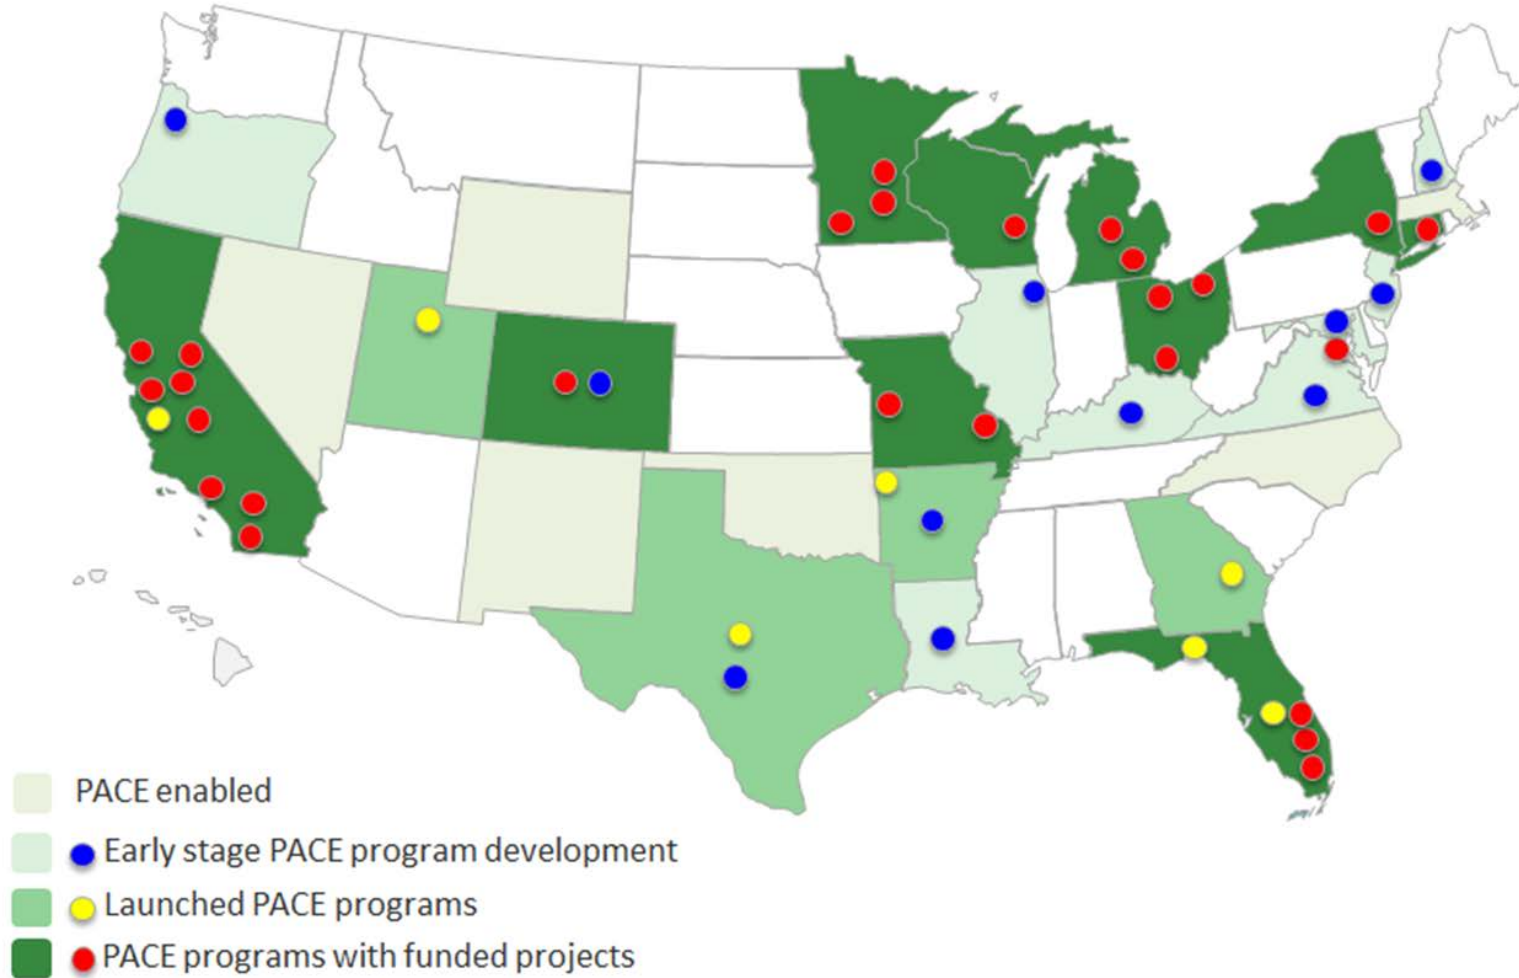 PACE enabled
Early stage PACE program development
Launched PACE programs
PACE programs with funded projects